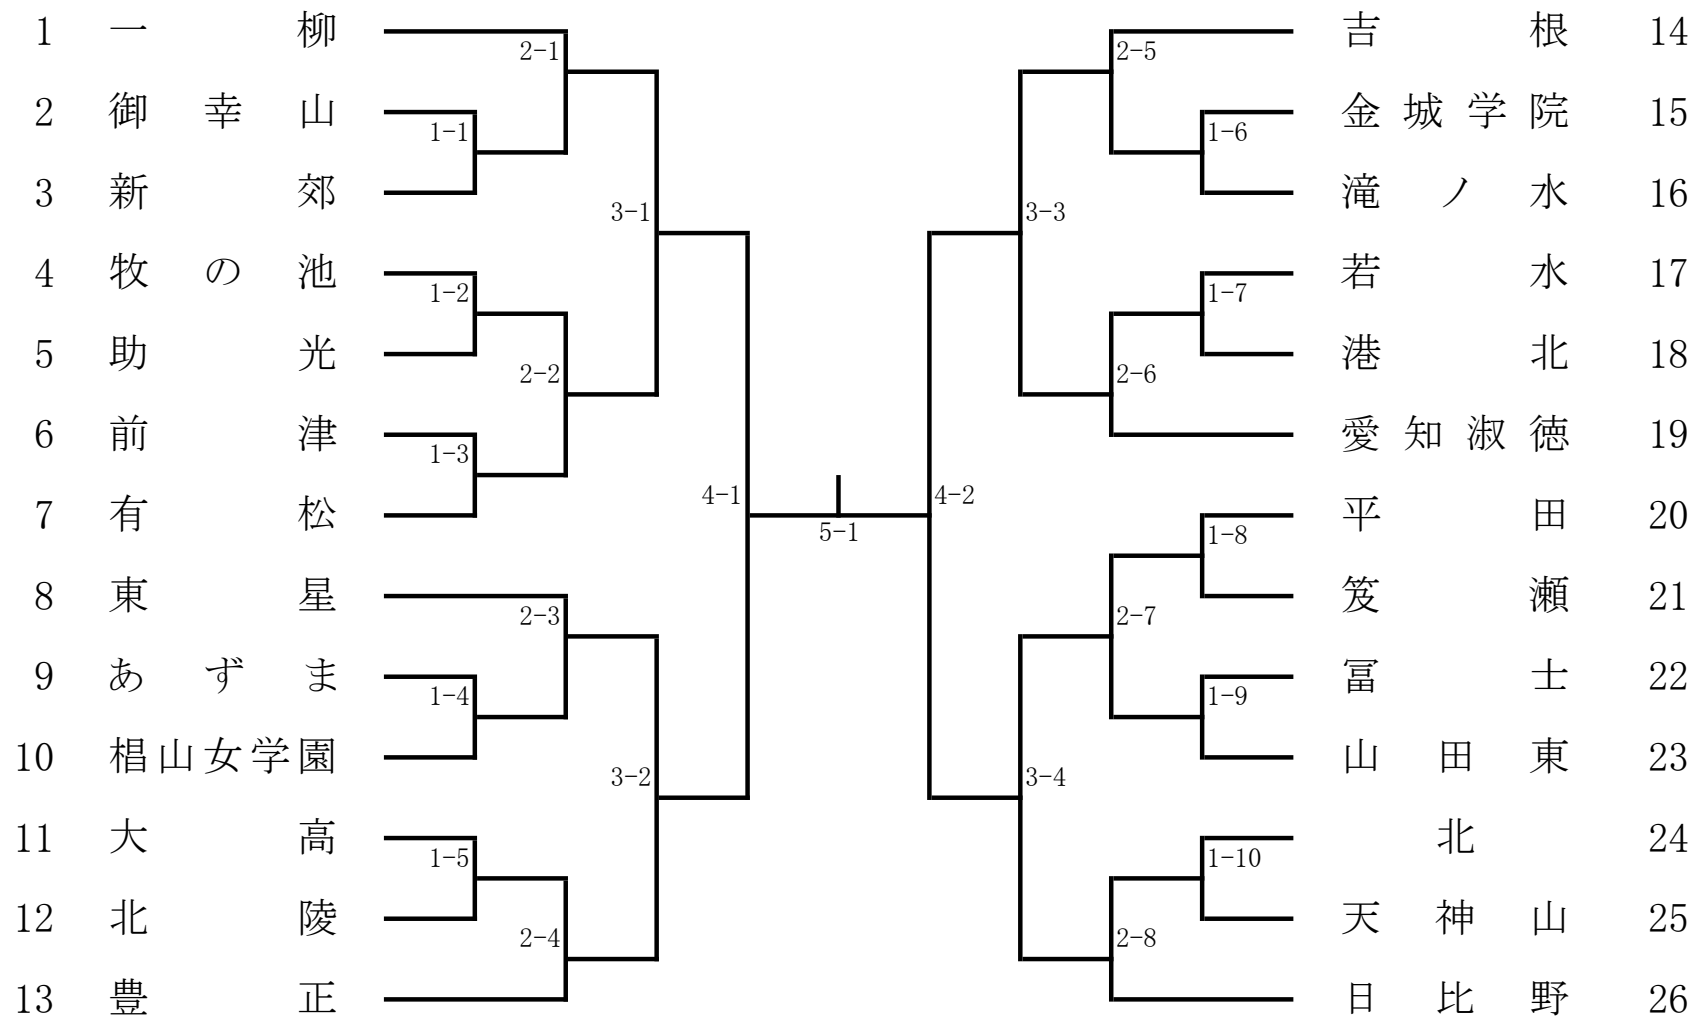 1 一柳 吉根 14
2-1 2-5
2 御幸山 金城学院 15
1-1 1-6
3 新郊 滝ノ水 16
3-1 3-3
4 牧の池 若水 17
1-2 1-7
5 助光 港北 18
2-2 2-6
6 前津 愛知淑徳 19
1-3
4-1 4-2
7 有松 平田 20
5-1 1-8
8 東星 笈瀬 21
2-3 2-7
9 あずま 冨士 22
1-4 1-9
10 椙山女学園 山田東 23
3-2 3-4
11 大高 北 24
1-5 1-10
12 北陵 天神山 25
2-4 2-8
13 豊正 日比野 26